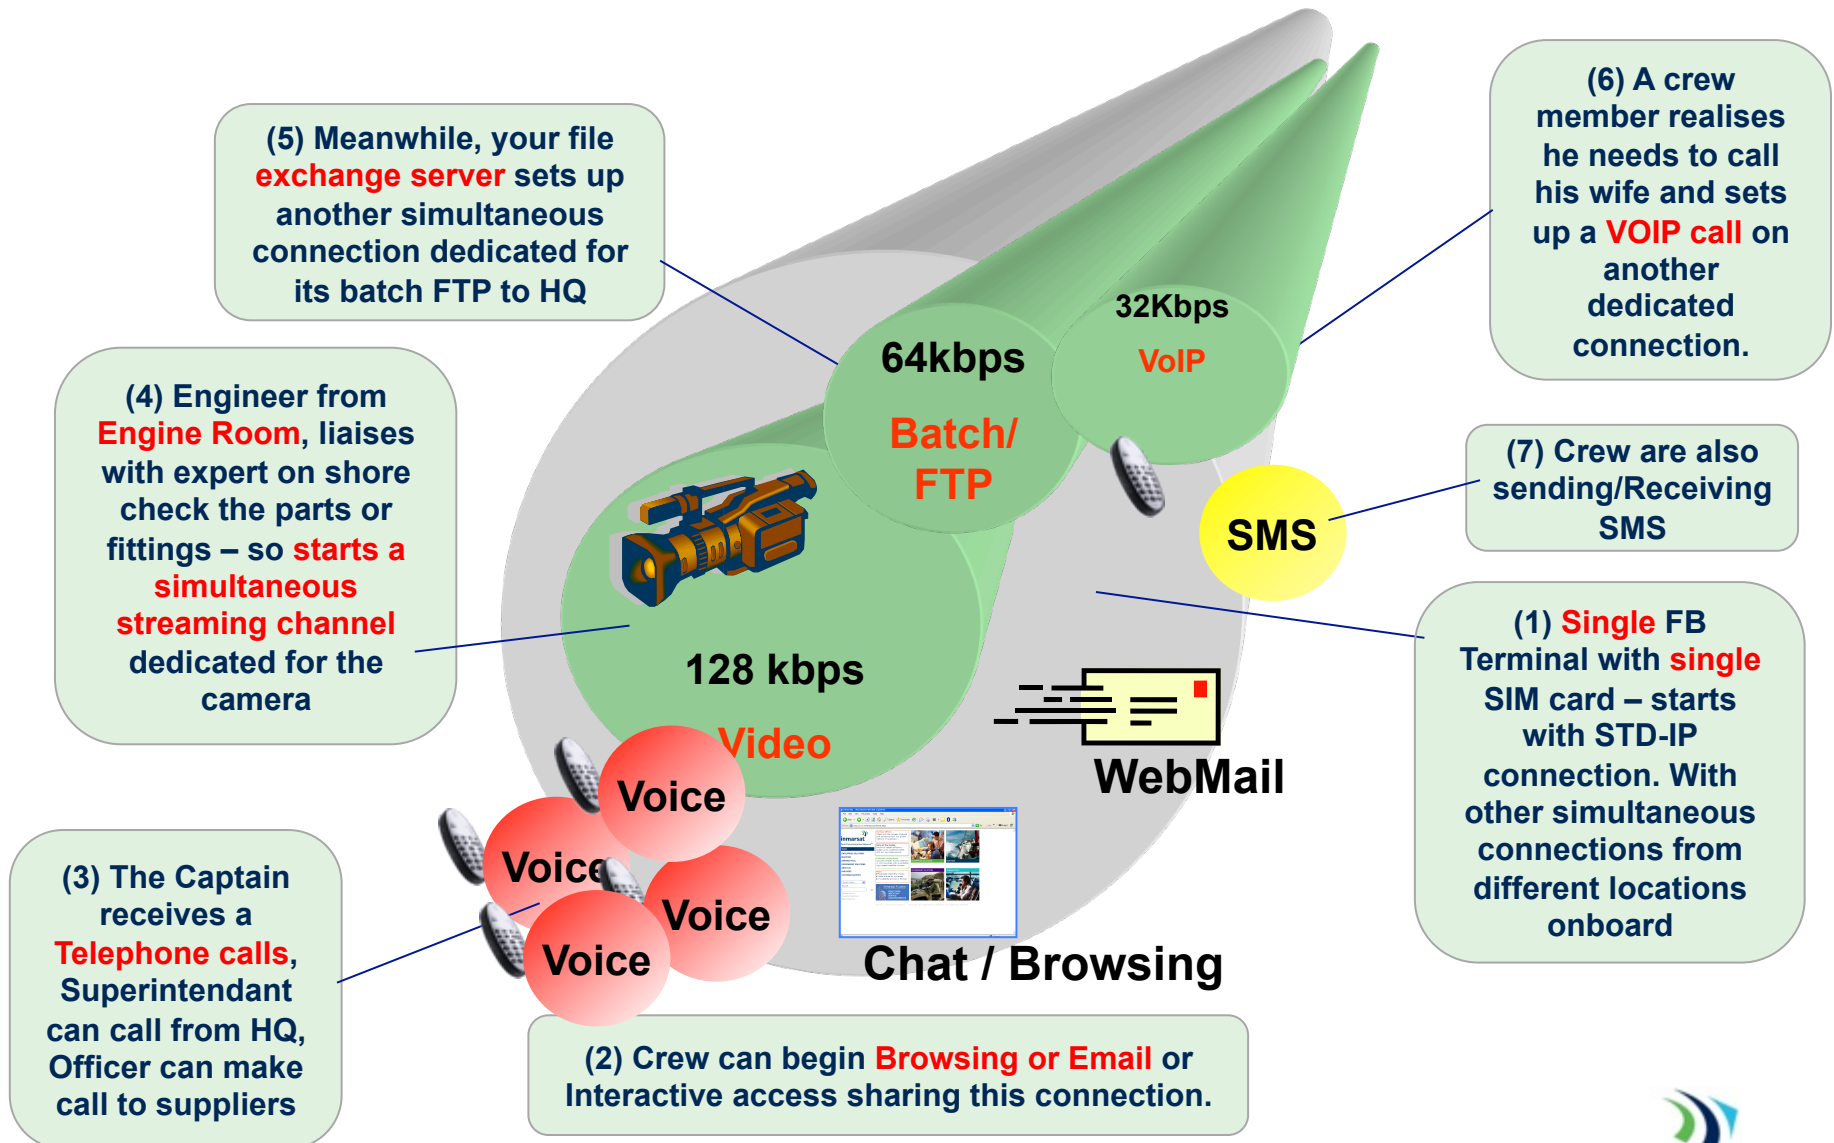 (5) Meanwhile, your file
exchange server sets up
another simultaneous
connection dedicated for
its batch FTP to HQ
(6) A crew
member realises
he needs to call
his wife and sets
up a VOIP call on
another
dedicated
connection.
32Kbps
VoIP
64kbps
Batch/
FTP
(4) Engineer from
Engine Room, liaises
with expert on shore
check the parts or
fittings – so starts a
simultaneous
streaming channel
dedicated for the
camera
(7) Crew are also
sending/Receiving
SMS
SMS
128 kbps
Video
(1) Single FB
Terminal with single
SIM card – starts
with STD-IP
connection. With
other simultaneous
connections from
different locations
onboard
WebMail
Voice
Voice
Voice
Voice
inmarsat
Chat / Browsing
(3) The Captain
receives a
Telephone calls,
Superintendant
can call from HQ,
Officer can make
call to suppliers
(2) Crew can begin Browsing or Email or
Interactive access sharing this connection.